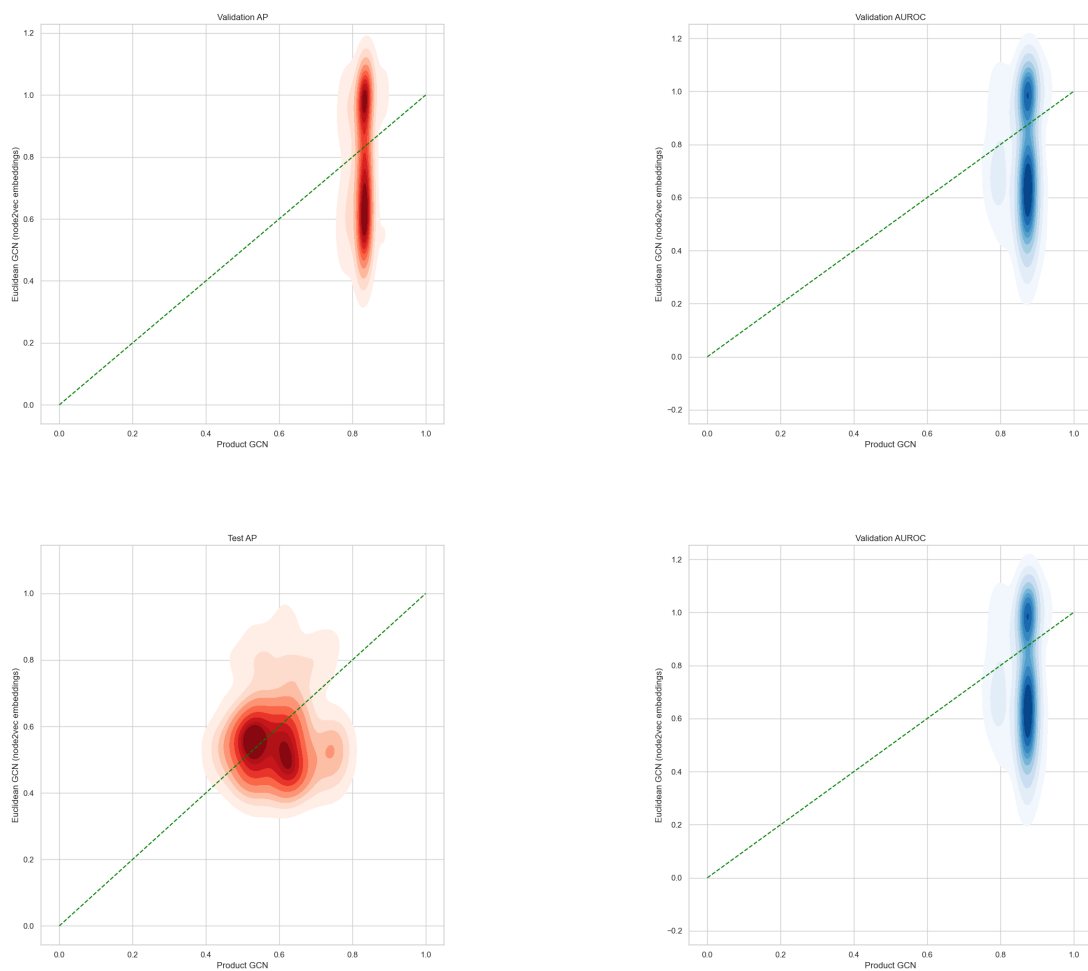 Validation AP
1.2
1.0
0.8
0.6
0.4
0.2
0.0
Euclidean GCN (node2vec embeddings)
0.0 0.2 0.4 0.6 0.8 1.0
Product GCN
Validation AUROC
1.2
1.0
0.8
0.6
0.4
0.2
0.0
−0.2
Euclidean GCN (node2vec embeddings)
0.0 0.2 0.4 0.6 0.8 1.0
Product GCN
Test AP
1.0
0.8
0.6
0.4
0.2
0.0
Euclidean GCN (node2vec embeddings)
0.0 0.2 0.4 0.6 0.8 1.0
Product GCN
Validation AUROC
1.2
1.0
0.8
0.6
0.4
0.2
0.0
−0.2
Euclidean GCN (node2vec embeddings)
0.0 0.2 0.4 0.6 0.8 1.0
Product GCN